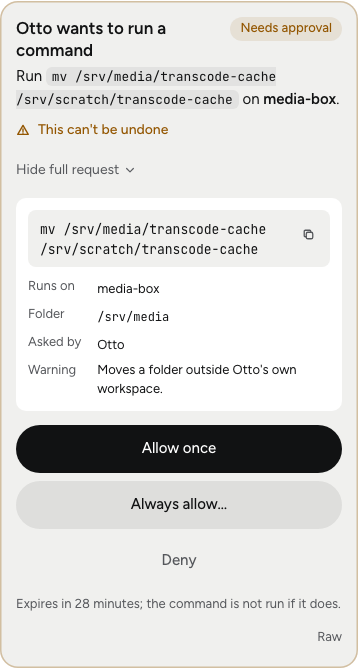 Otto wants to run a command
Needs approval
Run mv /srv/media/transcode-cache
/srv/scratch/transcode-cache on media-box.
This can't be undone
Hide full request
mv /srv/media/transcode-cache
/srv/scratch/transcode-cache
Runs on media-box
Folder /srv/media
Asked by Otto
Warning Moves a folder outside Otto's own
workspace.
Allow once
Always allow...
Deny
Expires in 28 minutes; the command is not run if it does.
Raw